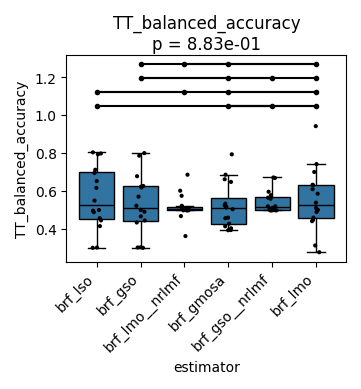 TT_balanced_accuracy
p = 8.83e-01
TT_balanced_accuracy
1.2
1.0
0.8
0.6
0.4
brf_lso
brf_gso
brf_lmo__nrlmf
brf_gmosa
brf_gso__nrlmf
brf_lmo
estimator